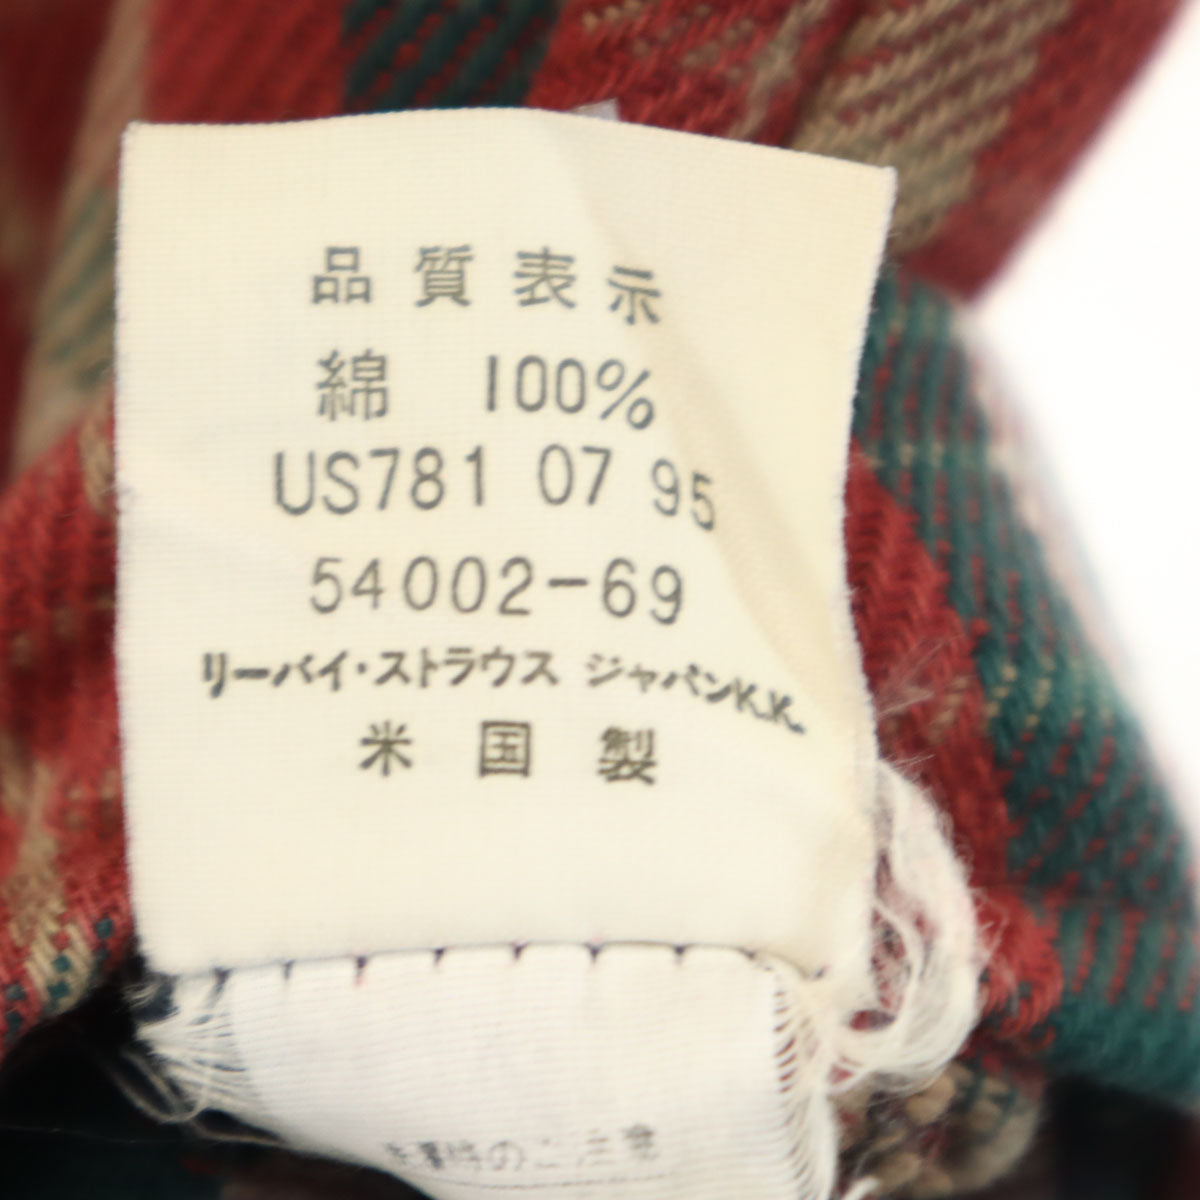 品質表示
綿 100%
US781 07 95
54002-69
リーバイ・ストラウス ジャパンK.K.
米国製